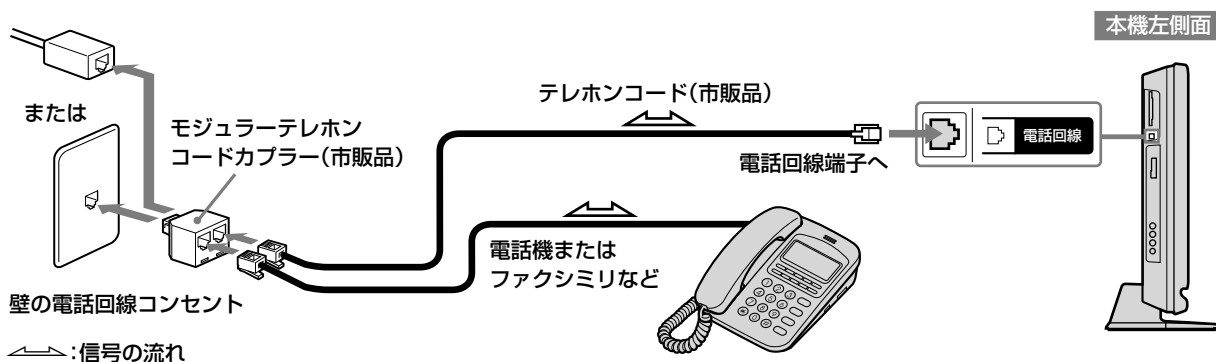 本機左側面
テレホンコード（市販品）
または
モジュラーテレホン
コードカプラー（市販品）
電話回線
電話回線端子へ
電話機または
ファクシミリなど
壁の電話回線コンセント
：信号の流れ